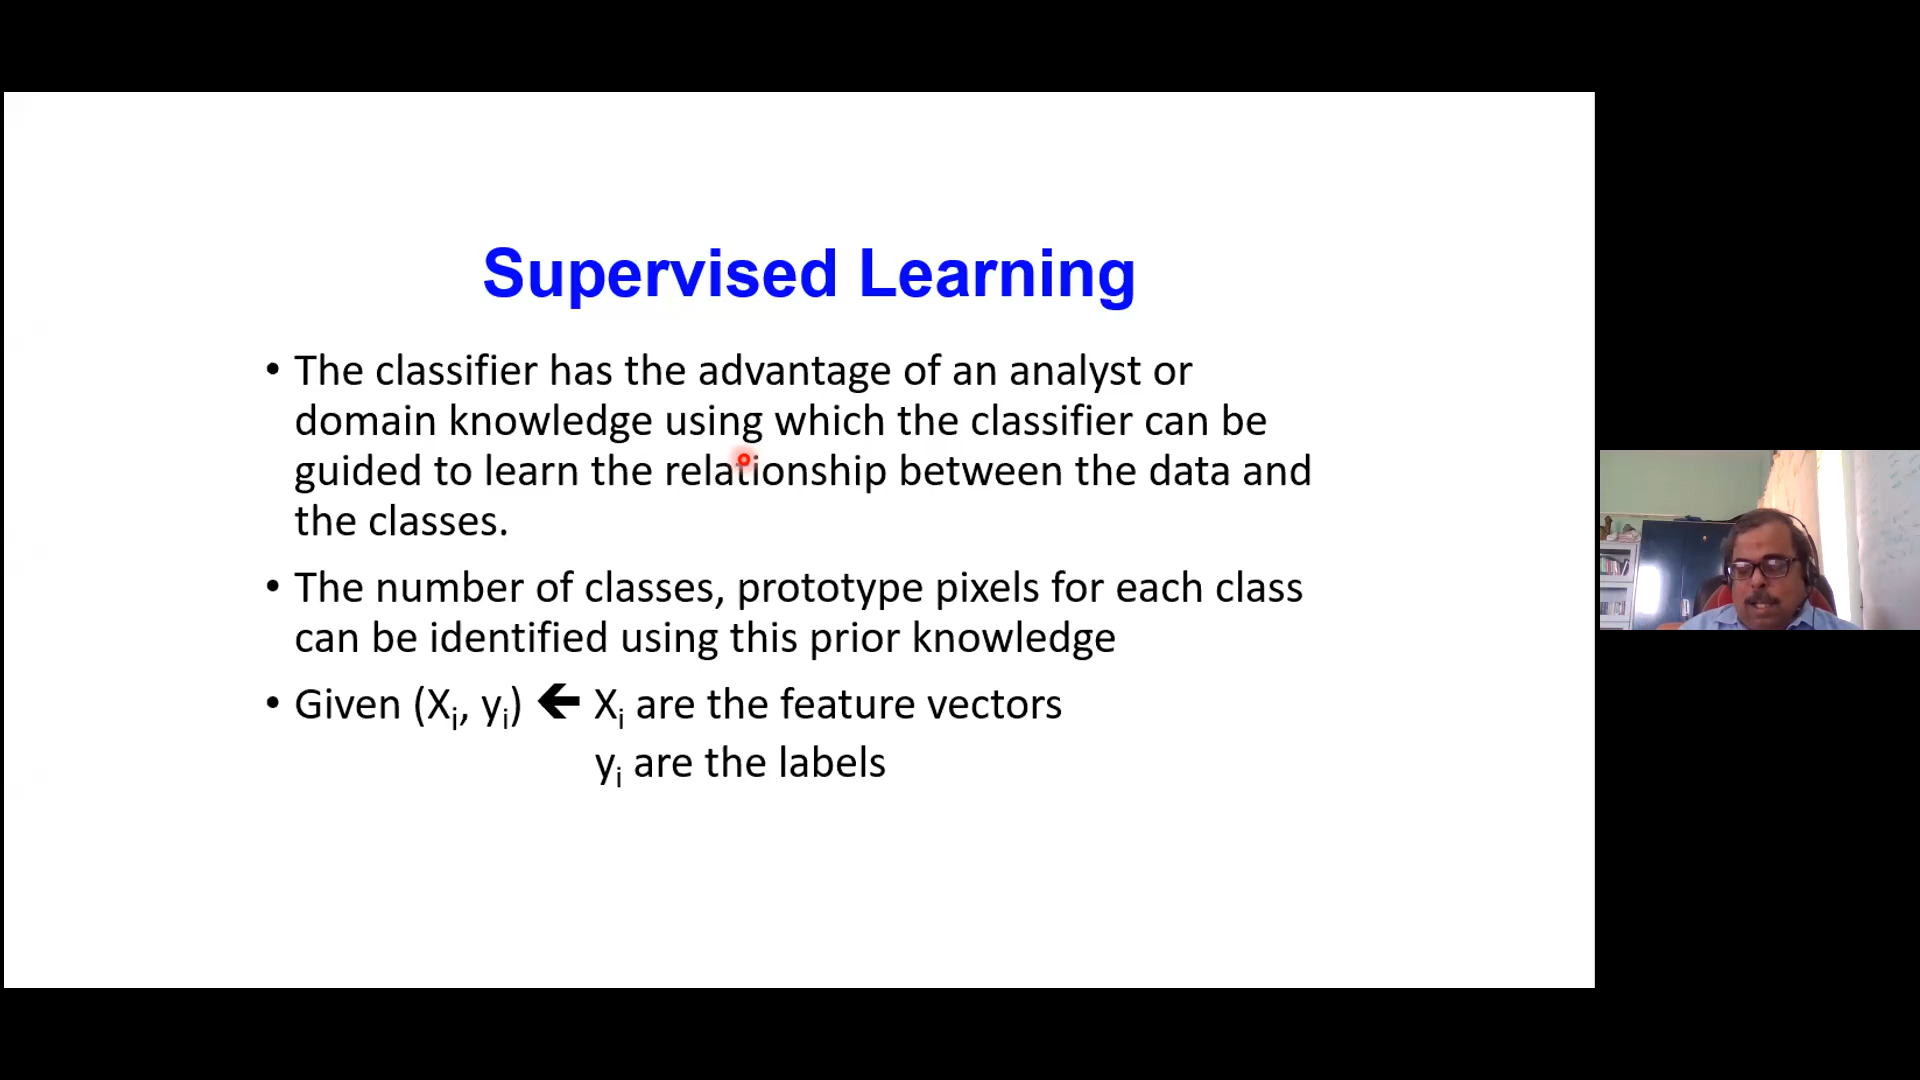 Supervised Learning
• The classifier has the advantage of an analyst or
domain knowledge using which the classifier can be
guided to learn the relationship between the data and
the classes.
• The number of classes, prototype pixels for each class
can be identified using this prior knowledge
• Given (Xᵢ, yᵢ) 🡸 Xᵢ are the feature vectors
yᵢ are the labels